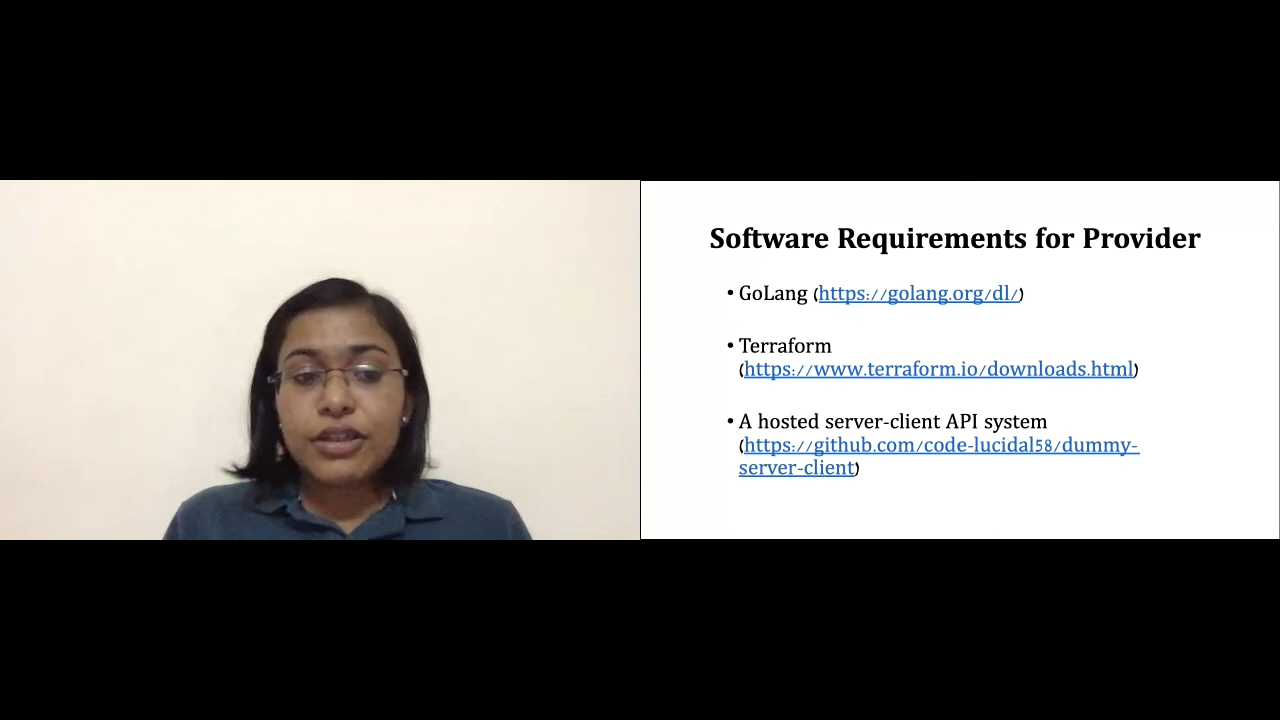 Software Requirements for Provider
• GoLang (https://golang.org/dl/)
• Terraform
(https://www.terraform.io/downloads.html)
• A hosted server-client API system
(https://github.com/code-lucidal58/dummy-
server-client)